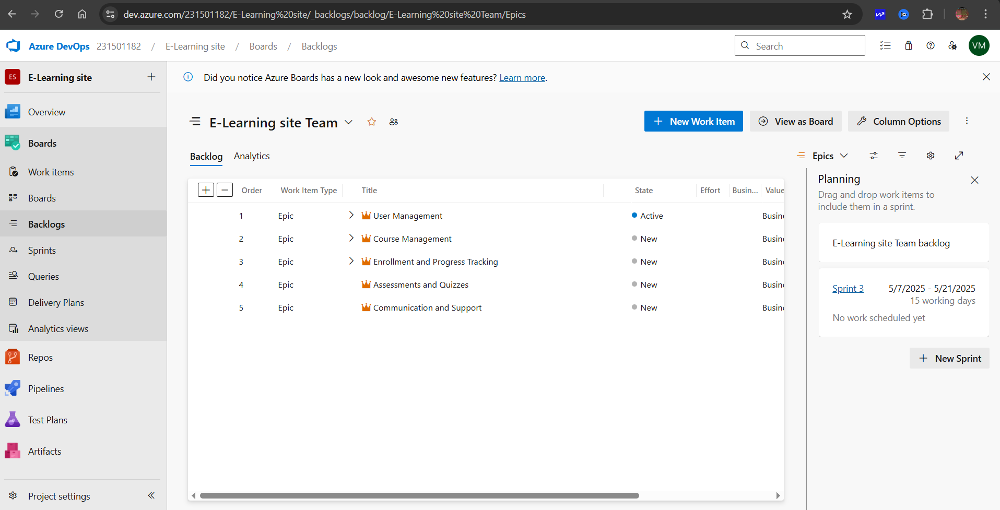 dev.azure.com/231501182/E-Learning%20site/_backlogs/backlog/E-Learning%20site%20Team/Epics
Azure DevOps 231501182 / E-Learning site / Boards / Backlogs
Search
VM
ES E-Learning site
Did you notice Azure Boards has a new look and awesome new features? Learn more.
Overview
Boards
Work items
Boards
Backlogs
Sprints
Queries
Delivery Plans
Analytics views
Repos
Pipelines
Test Plans
Artifacts
Project settings
E-Learning site Team
New Work Item
View as Board
Column Options
Backlog Analytics
Epics
Order Work Item Type Title State Effort Busin... Value
1 Epic User Management Active Busine
2 Epic Course Management New Busine
3 Epic Enrollment and Progress Tracking New Busine
4 Epic Assessments and Quizzes New Busine
5 Epic Communication and Support New Busine
Planning
Drag and drop work items to
include them in a sprint.
E-Learning site Team backlog
Sprint 3 5/7/2025 - 5/21/2025
15 working days
No work scheduled yet
New Sprint